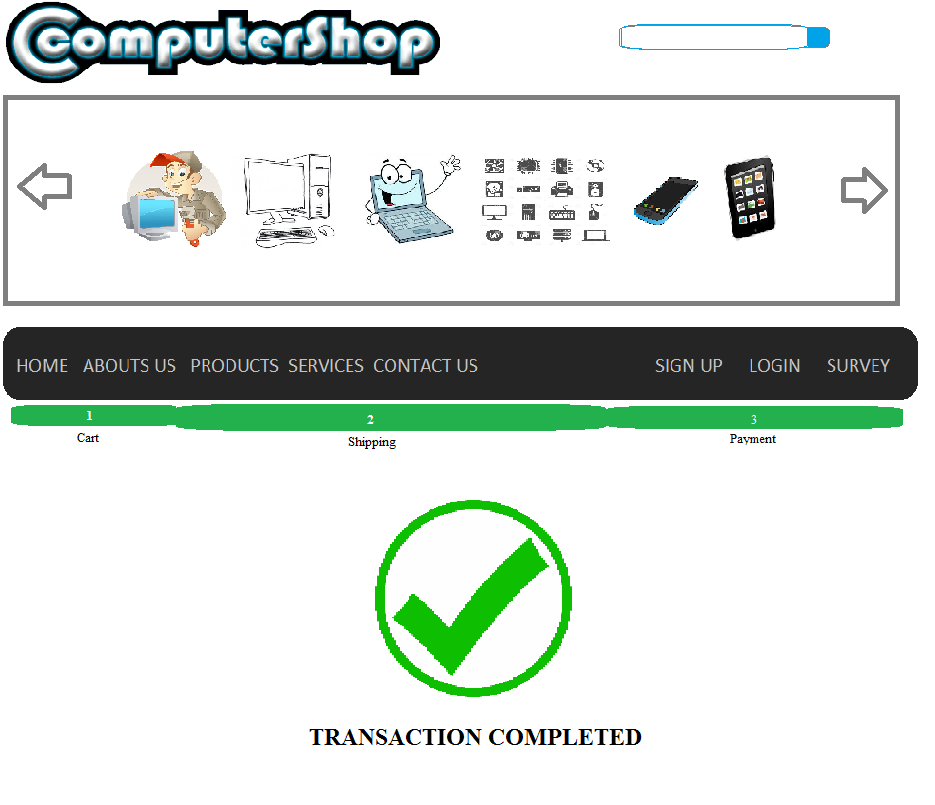 ComputerShop
HOME ABOUTS US PRODUCTS SERVICES CONTACT US SIGN UP LOGIN SURVEY
1 2 3
Cart Shipping Payment
TRANSACTION COMPLETED